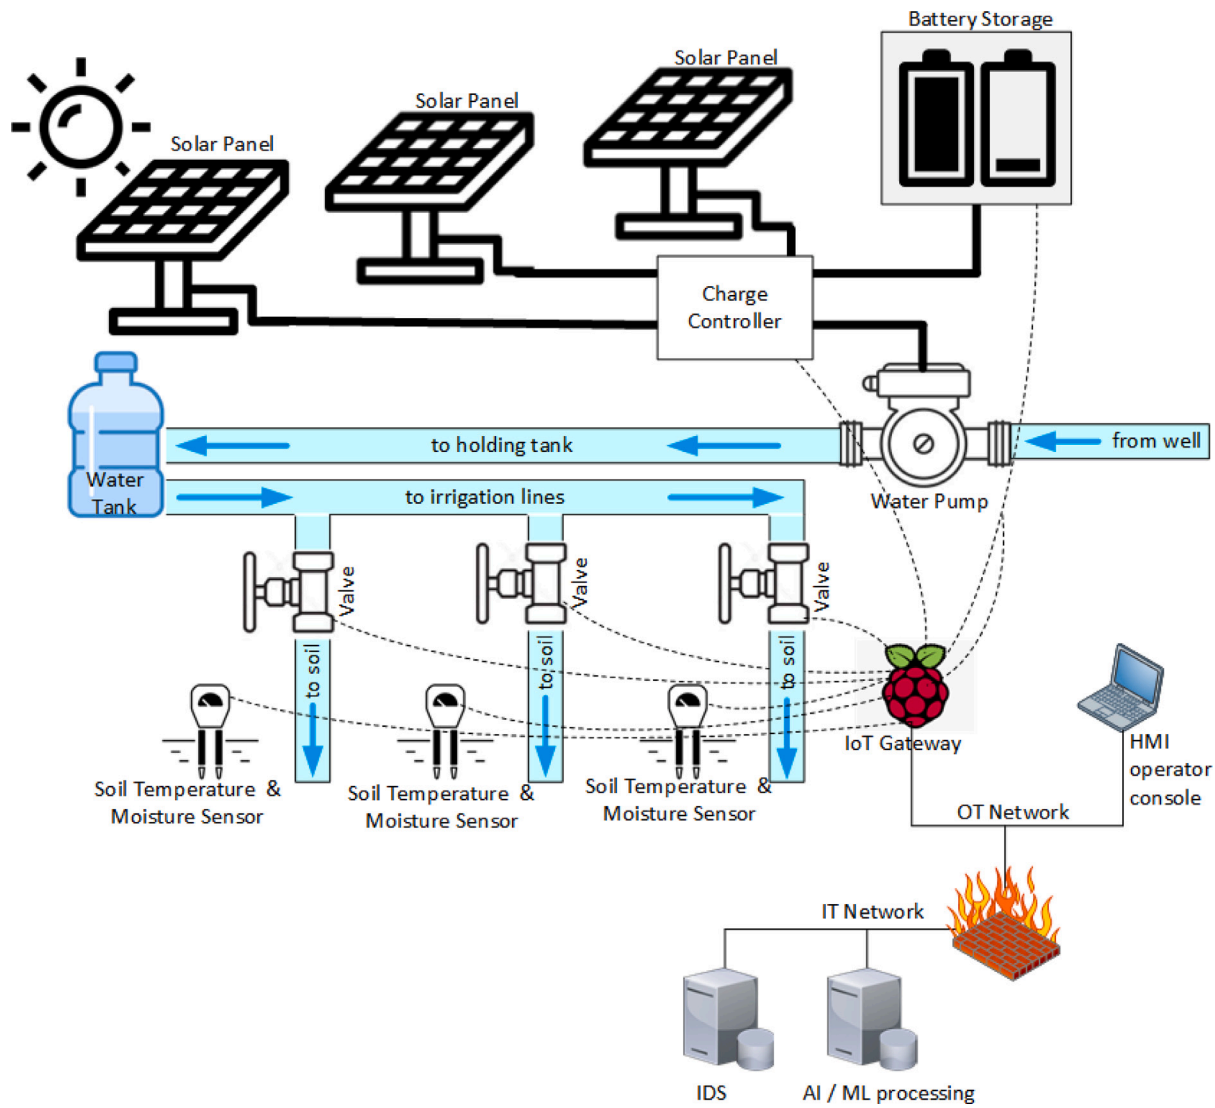 Battery Storage
Solar Panel
Solar Panel
Solar Panel
Charge
Controller
to holding tank
from well
Water
Tank
to irrigation lines
Water Pump
Valve
Valve
Valve
to soil
to soil
to soil
IoT Gateway
HMI
operator
console
Soil Temperature &
Moisture Sensor
Soil Temperature &
Moisture Sensor
Soil Temperature &
Moisture Sensor
OT Network
IT Network
IDS
AI / ML processing